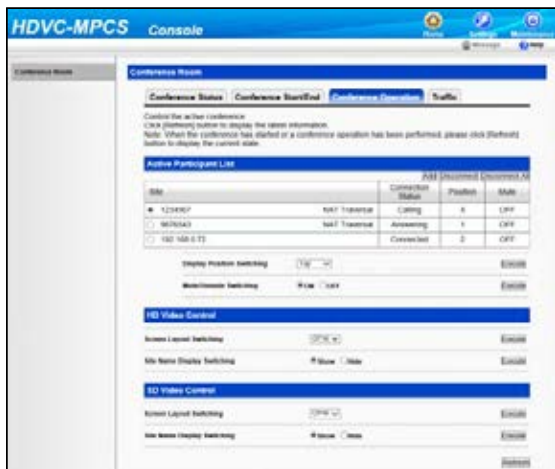 HDVC-MPCS Console
Home Settings Maintenance
Message Help
Conference Room
Conference Room
Conference Status Conference Start/End Conference Operation Traffic
Control the active conference
Click [Refresh] button to display the latest information.
Note: When the conference has started or a conference operation has been performed, please click [Refresh]
button to display the current state.
Active Participant List
Add Disconnect Disconnect All
Site Connection Status Position Mute
1234567 NAT Traversal Calling OFF
9876543 NAT Traversal Answering 1 OFF
192.168.0.72 Connected 2 OFF
Display Position Switching Execute
Mute/Unmute Switching ON OFF Execute
HD Video Control
Screen Layout Switching Execute
Site Name Display Switching Show Hide Execute
SD Video Control
Screen Layout Switching Execute
Site Name Display Switching Show Hide Execute
Refresh